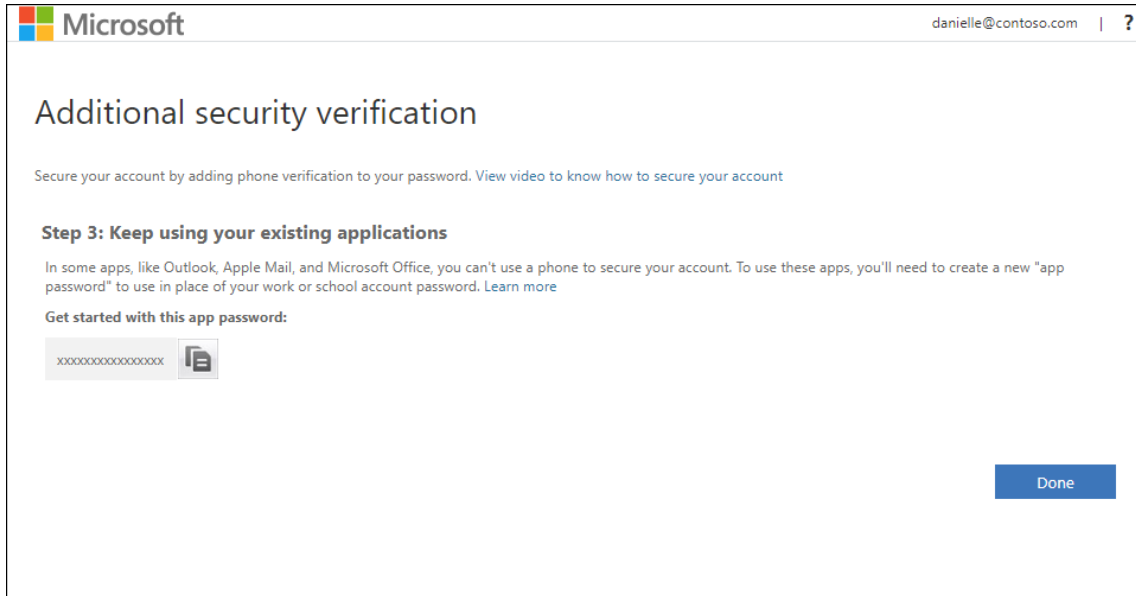 Microsoft
danielle@contoso.com | ?
Additional security verification
Secure your account by adding phone verification to your password. View video to know how to secure your account
Step 3: Keep using your existing applications
In some apps, like Outlook, Apple Mail, and Microsoft Office, you can't use a phone to secure your account. To use these apps, you'll need to create a new "app
password" to use in place of your work or school account password. Learn more
Get started with this app password:
xxxxxxxxxxxxxxxx
Done